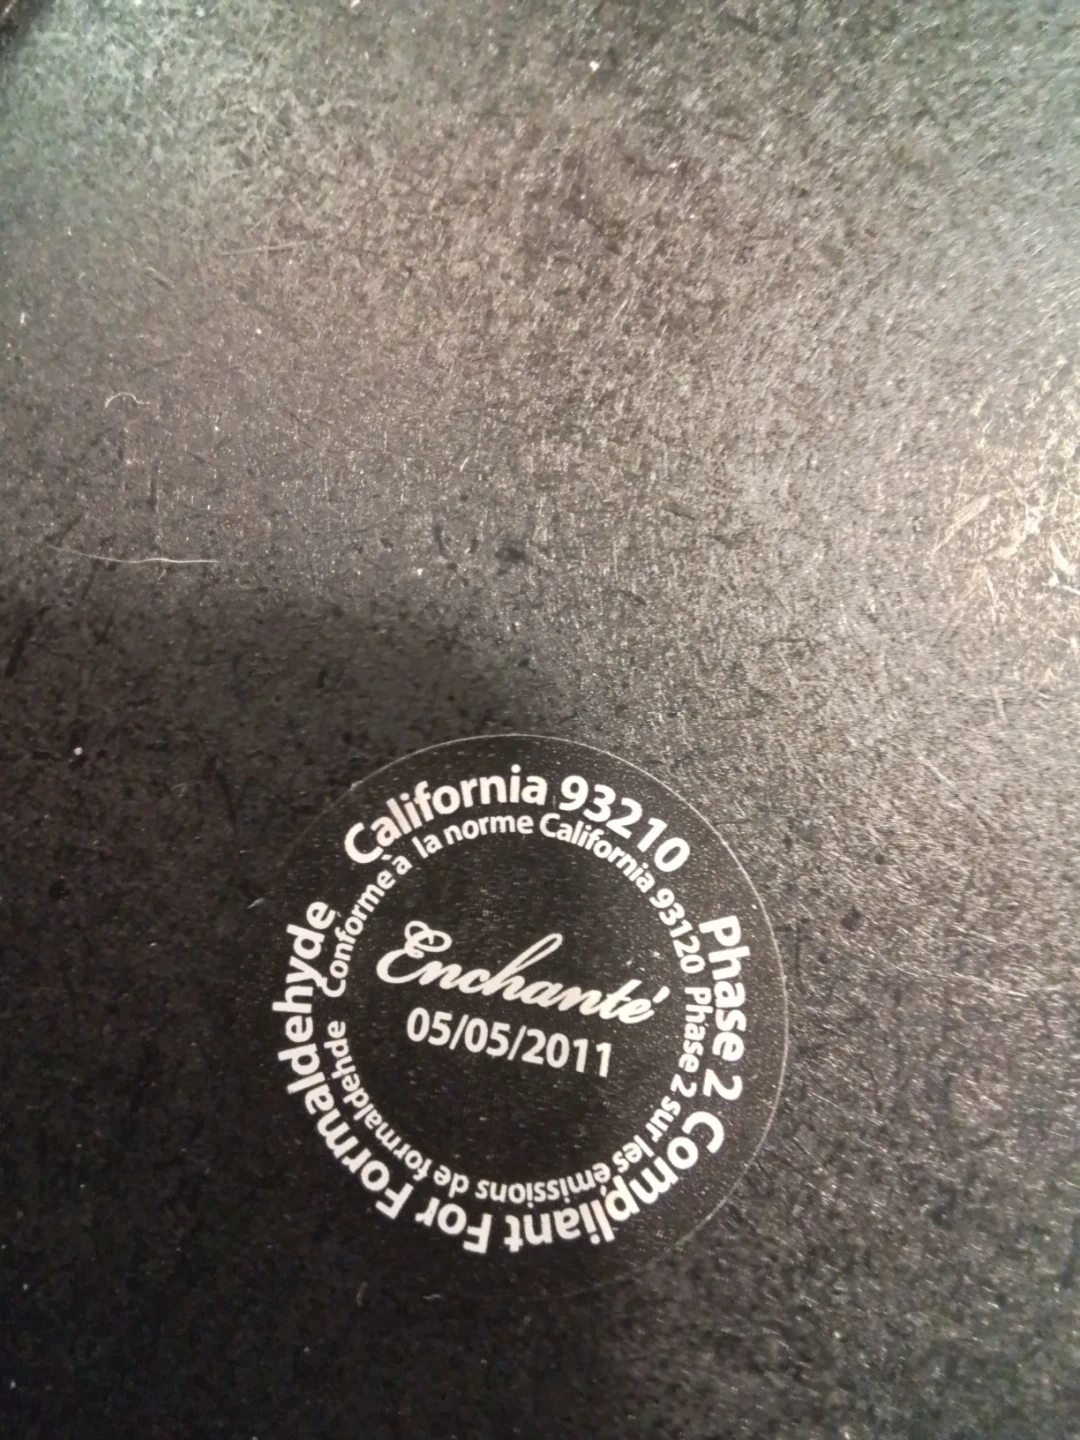 California 93210 Phase 2 Compliant For Formaldehyde
Conforme à la norme California 93120 Phase 2 sur les émissions de formaldehde
Enchanté
05/05/2011